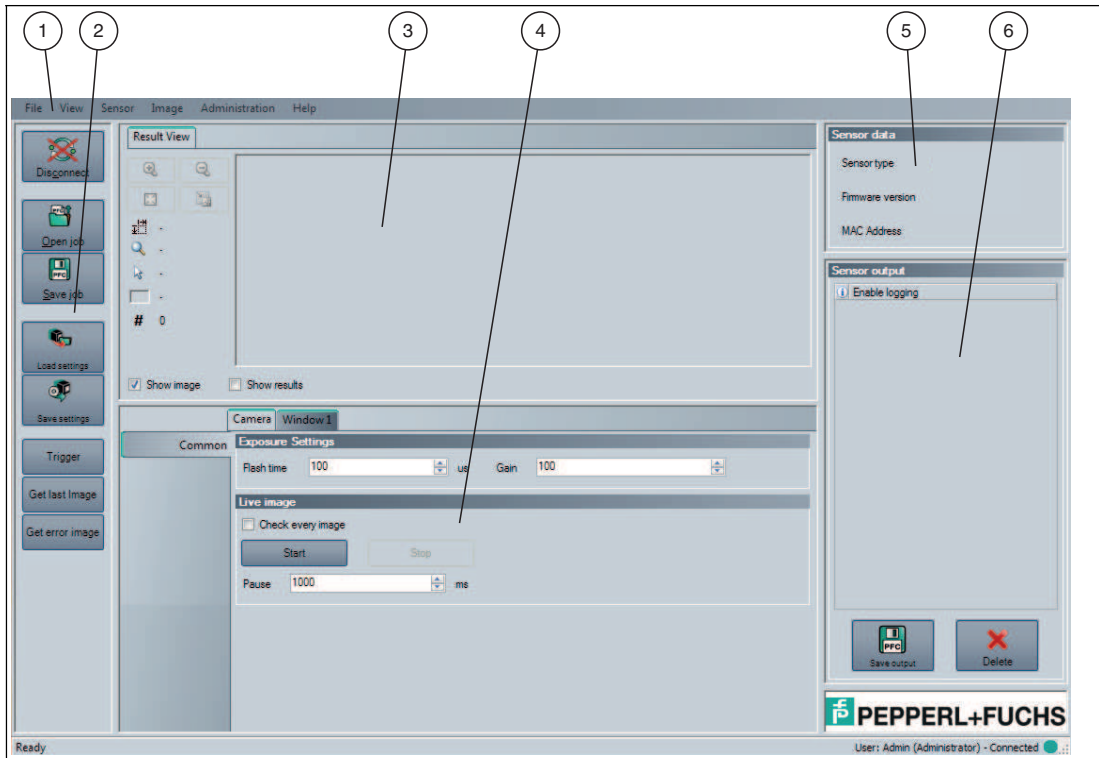 1 2 3 4 5 6
File View Sensor Image Administration Help
Disconnect
Open job
PFC
Save job
Load settings
Save settings
Trigger
Get last Image
Get error image
Result View
-
-
-
-
# 0
Show image Show results
Camera Window 1
Common
Exposure Settings
Flash time 100 us Gain 100
Live image
Check every image
Start Stop
Pause 1000 ms
Sensor data
Sensor type
Firmware version
MAC Address
Sensor output
Enable logging
PFC
Save output Delete
PEPPERL+FUCHS
Ready
User: Admin (Administrator) - Connected